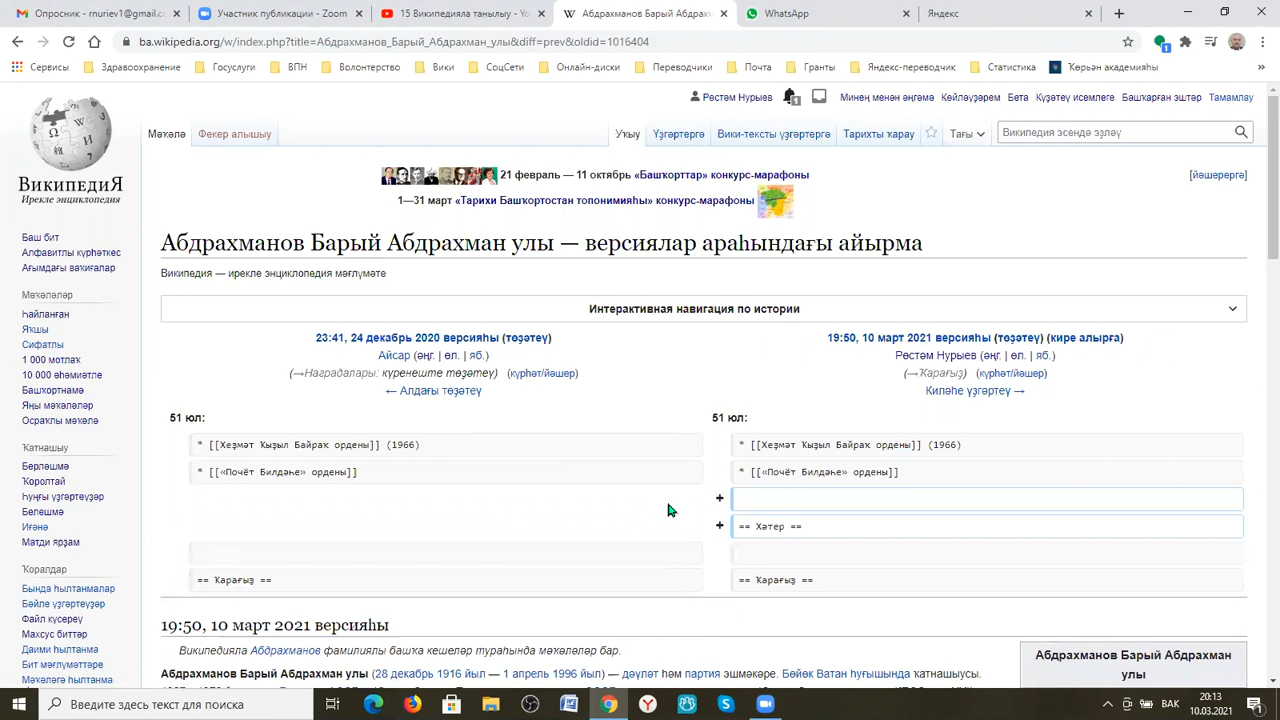 Опросник - rnuriev1@gmail.co
Участник публикации - Zoom
15 Википедияла танылыу - Yo
Абдрахманов Барый Абдрахм
WhatsApp
Яндекс
ba.wikipedia.org/w/index.php?title=Абдрахманов_Барый_Абдрахман_улы&diff=prev&oldid=1016404
Сервисы Здравоохранение Госуслуги ВПН Волонтерство Вики СоцСети Онлайн-диски Переводчики Почта Гранты Яндекс-переводчик Статистика Ҡөрьән академияһы »
Рөстәм Нурыев 1 Минең менән әңгәмә Көйләүҙәрем Бета Күҙәтеү исемлеге Башҡарған эштәр Тамамлау
Мәҡәлә Фекер алышыу Уҡыу Үҙгәртергә Вики-тексты үҙгәртергә Тарихты ҡарау Тағы Википедия эсендә эҙләү
ВикипедиЯ
Ирекле энциклопедия
21 февраль — 11 октябрь «Башҡорттар» конкурс-марафоны [йәшерергә]
1—31 март «Тарихи Башҡортостан топонимияһы» конкурс-марафоны
Абдрахманов Барый Абдрахман улы — версиялар араһындағы айырма
Википедия — ирекле энциклопедия мәғлүмәте
Интерактивная навигация по истории
23:41, 24 декабрь 2020 версияһы (төҙәтеү)
Айсар (әңг. | өл. | яб.)
(→Наградалары: күренеште төҙәтеү) (күрһәт/йәшер)
← Алдағы төҙәтеү
19:50, 10 март 2021 версияһы (төҙәтеү) (кире алырға)
Рөстәм Нурыев (әңг. | өл. | яб.)
(→Ҡарағыҙ) (күрһәт/йәшер)
Киләһе үҙгәртеү →
51 юл: 51 юл:
* [[Хеҙмәт Ҡыҙыл Байраҡ ордены]] (1966) * [[Хеҙмәт Ҡыҙыл Байраҡ ордены]] (1966)
* [[«Почёт Билдәһе» ордены]] * [[«Почёт Билдәһе» ордены]]
+
+ == Хәтер ==
== Ҡарағыҙ == == Ҡарағыҙ ==
19:50, 10 март 2021 версияһы
Википедияла Абдрахманов фамилиялы башҡа кешеләр тураһында мәҡәләләр бар.
Абдрахманов Барый Абдрахман улы (28 декабрь 1916 йыл — 1 апрель 1996 йыл) — дәүләт һәм партия эшмәкәре. Бөйөк Ватан һуғышында ҡатнашыусы.
Абдрахманов Барый Абдрахман
улы
Баш бит
Алфавитлы күрһәткес
Ағымдағы ваҡиғалар
Мәҡәләләр
Һайланған
Яҡшы
Сифатлы
1 000 мотлаҡ
10 000 әһәмиәтле
Башҡортнамә
Яңы мәҡәләләр
Осраҡлы мәҡәлә
Ҡатнашыу
Берләшмә
Ҡоролтай
Һуңғы үҙгәртеүҙәр
Белешмә
Иғәнә
Матди ярҙам
Ҡоралдар
Бында һылтанмалар
Бәйле үҙгәртеүҙәр
Файл күсереү
Махсус биттәр
Даими һылтанма
Бит мәғлүмәттәре
Мәҡәләгә һылтанма
Введите здесь текст для поиска
ВАК
20:13
10.03.2021